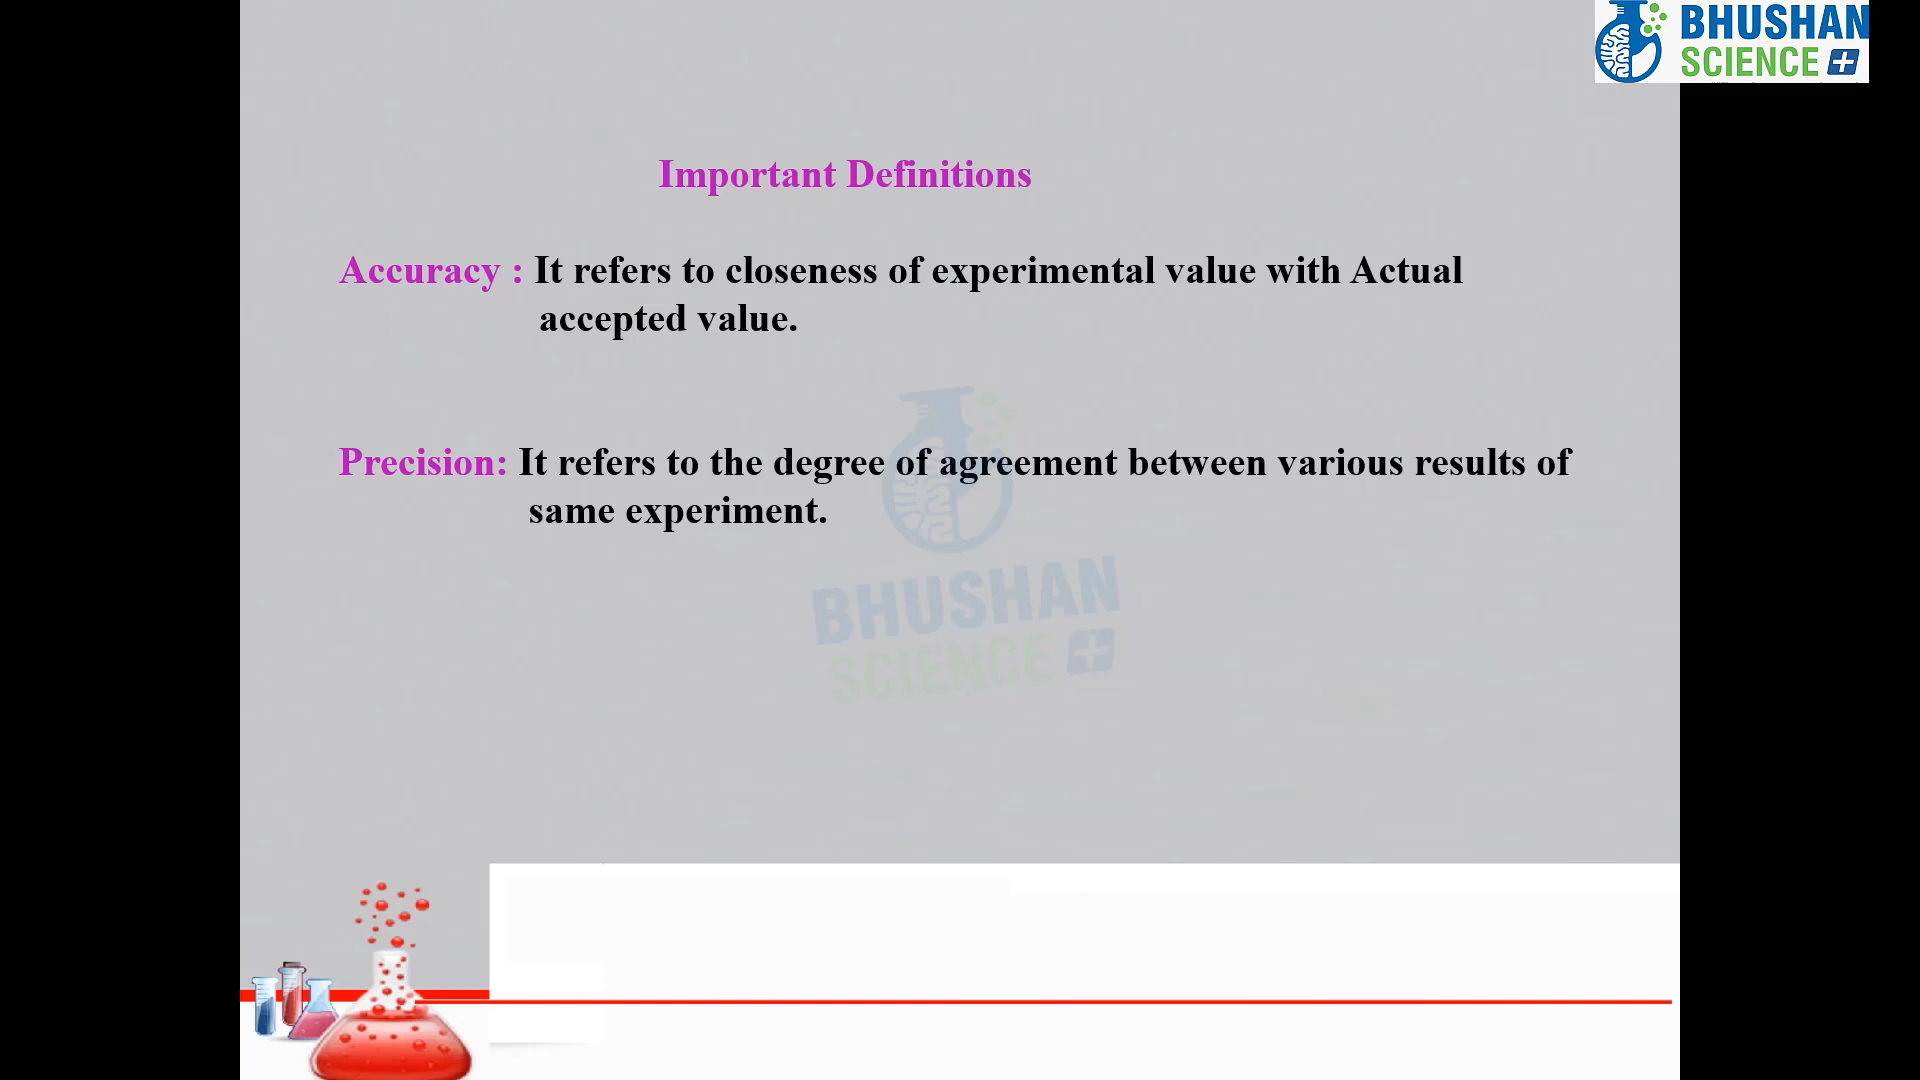 BHUSHAN
SCIENCE +
Important Definitions
Accuracy : It refers to closeness of experimental value with Actual
accepted value.
Precision: It refers to the degree of agreement between various results of
same experiment.
BHUSHAN
SCIENCE +